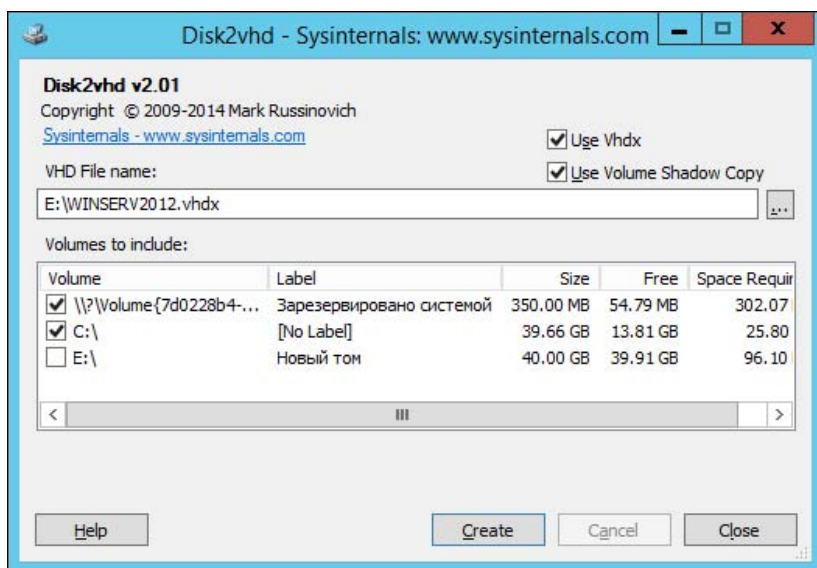 Disk2vhd - Sysinternals: www.sysinternals.com
Disk2vhd v2.01
Copyright © 2009-2014 Mark Russinovich
Sysinternals - www.sysinternals.com
Use Vhdx
VHD File name:
Use Volume Shadow Copy
E:\WINSERV2012.vhdx
...
Volumes to include:
Volume Label Size Free Space Requir
\\?\Volume{7d0228b4-... Зарезервировано системой 350.00 MB 54.79 MB 302.07
C:\ [No Label] 39.66 GB 13.81 GB 25.80
E:\ Новый том 40.00 GB 39.91 GB 96.10
Help Create Cancel Close